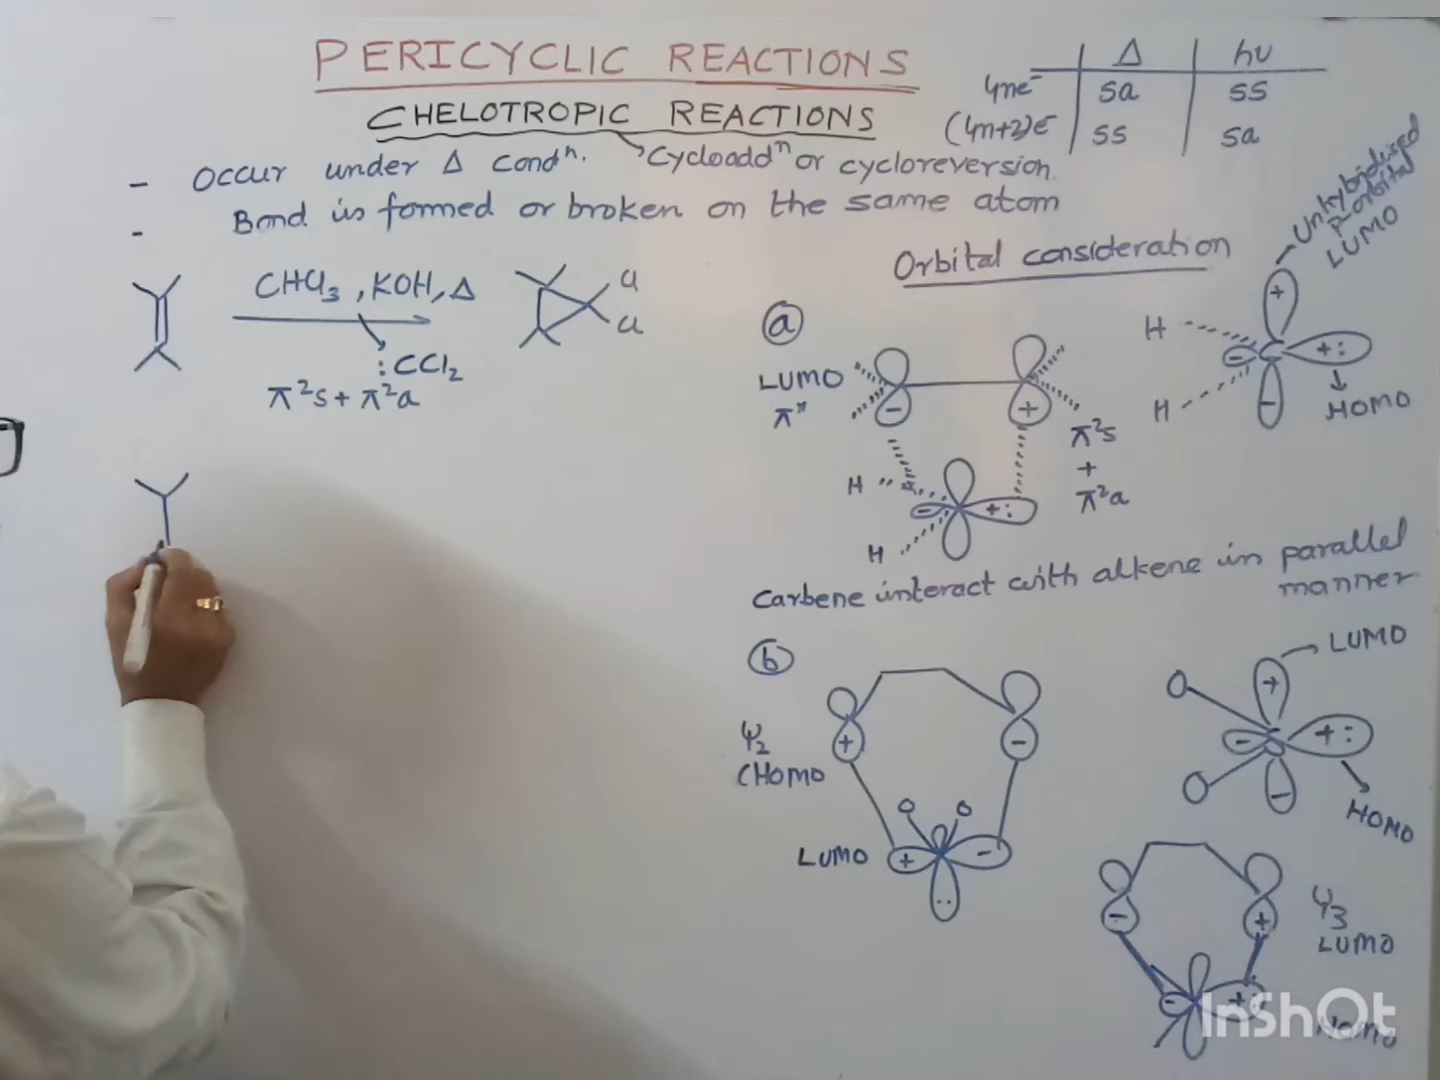 PERICYCLIC REACTIONS
CHELOTROPIC REACTIONS
Δ hν
4ne⁻ sa ss
(4n+2)e⁻ ss sa
- Occur under Δ condⁿ. → Cycloaddⁿ or cycloreversion.
- Bond is formed or broken on the same atom
CHCl₃, KOH, Δ
:CCl₂
π²s + π²a
Cl
Cl
Orbital consideration
Unhybridised
P-orbital
LUMO
+
H
- C + :
H
-
HOMO
ⓐ
LUMO
π*
- +
π²s
+
π²a
H
- + :
H
Carbene interact with alkene in parallel
manner
ⓑ
Ψ₂
(HOMO
+ -
O O
LUMO
+ -
:
LUMO
O
+
- S + :
O
-
HOMO
- +
Ψ₃
LUMO
- + :
HOMO
InShOt